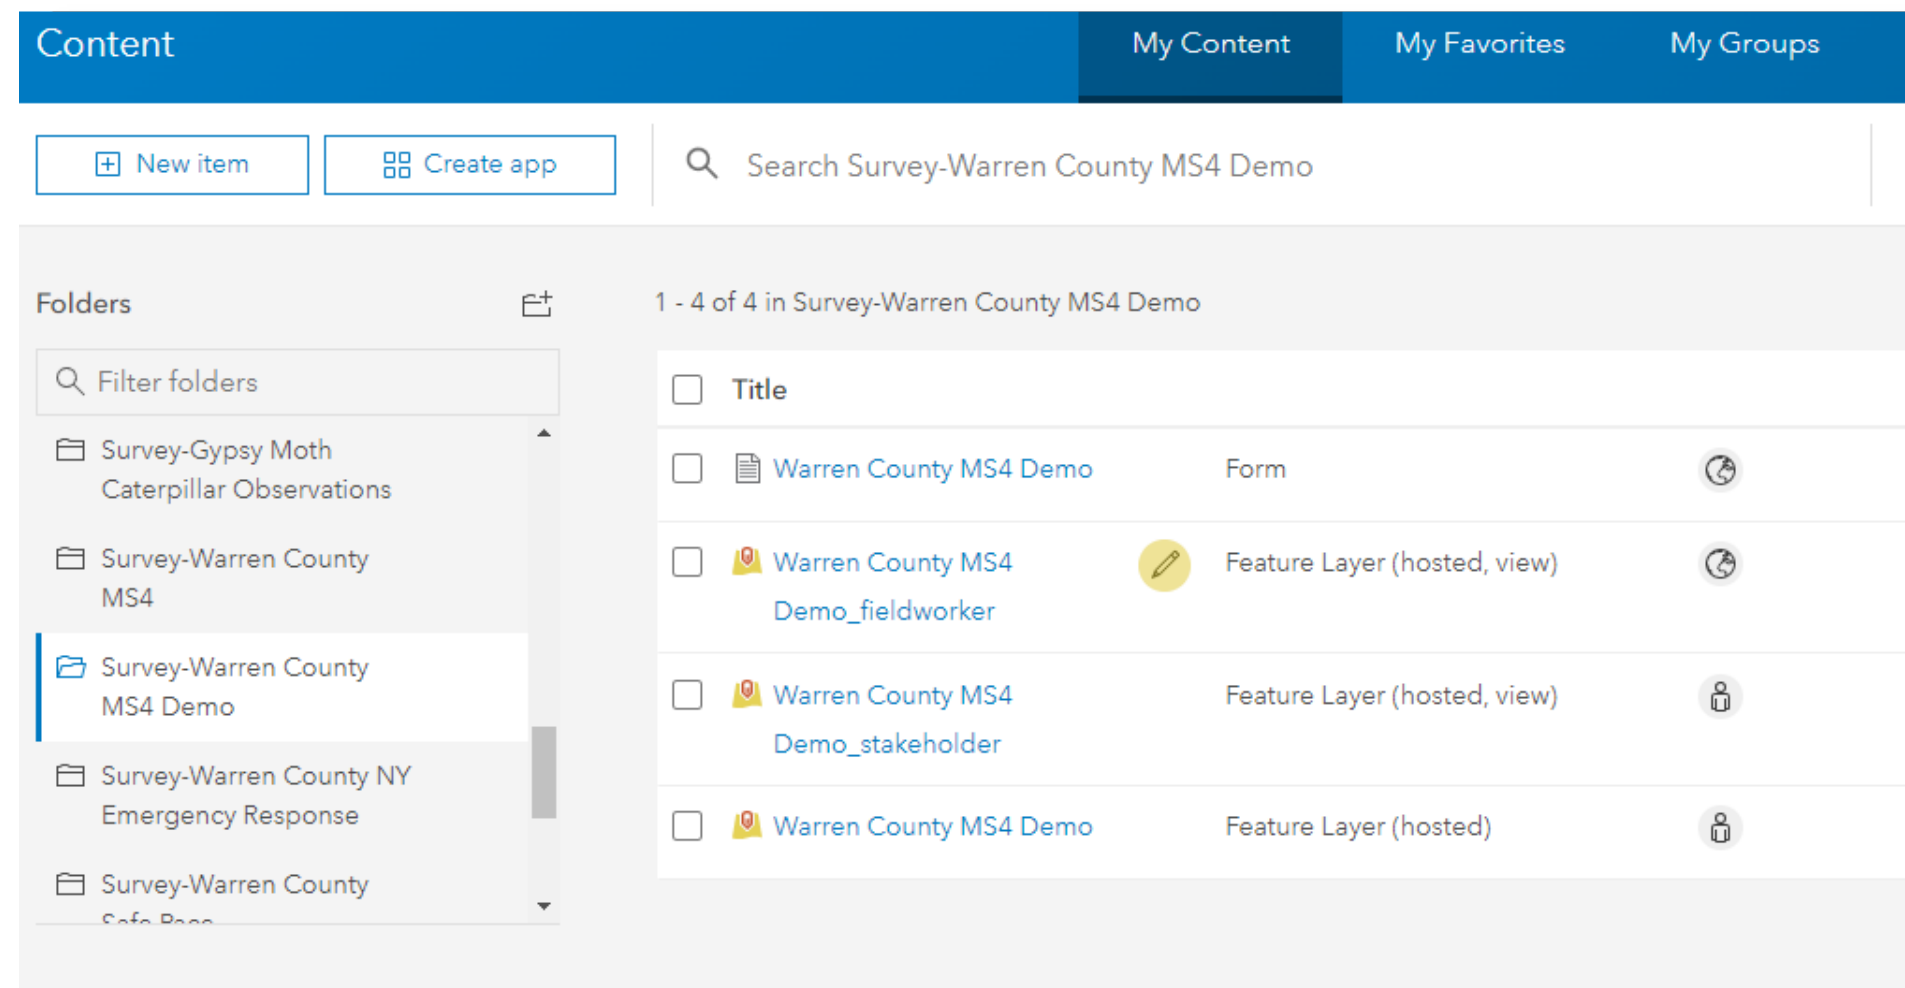 Content
My Content
My Favorites
My Groups
New item
Create app
Search Survey-Warren County MS4 Demo
Folders
Filter folders
Survey-Gypsy Moth
Caterpillar Observations
Survey-Warren County
MS4
Survey-Warren County
MS4 Demo
Survey-Warren County NY
Emergency Response
Survey-Warren County
1 - 4 of 4 in Survey-Warren County MS4 Demo
Title
Warren County MS4 Demo
Form
Warren County MS4
Demo_fieldworker
Feature Layer (hosted, view)
Warren County MS4
Demo_stakeholder
Feature Layer (hosted, view)
Warren County MS4 Demo
Feature Layer (hosted)